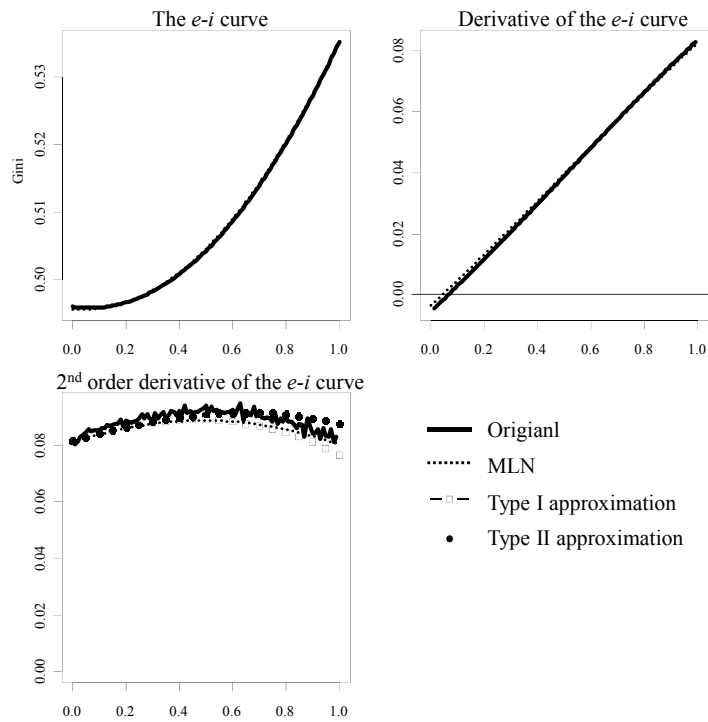 The e-i curve
Derivative of the e-i curve
Gini
0.53
0.52
0.51
0.50
0.0 0.2 0.4 0.6 0.8 1.0
0.08
0.06
0.04
0.02
0.00
0.0 0.2 0.4 0.6 0.8 1.0
2nd order derivative of the e-i curve
0.08
0.06
0.04
0.02
0.00
0.0 0.2 0.4 0.6 0.8 1.0
Origianl
MLN
Type I approximation
Type II approximation